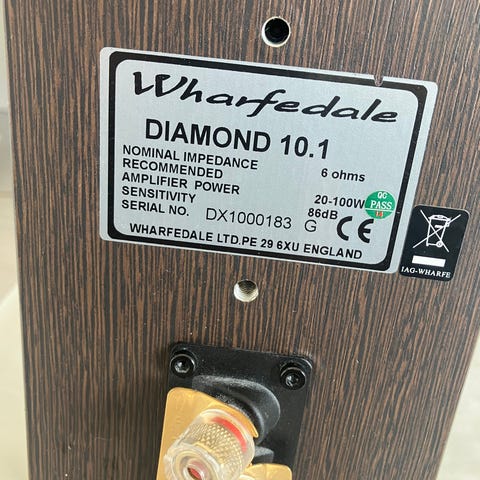 Wharfedale
DIAMOND 10.1
NOMINAL IMPEDANCE 6 ohms
RECOMMENDED
AMPLIFIER POWER 20-100W
SENSITIVITY 86dB
SERIAL NO. DX1000183 G CE
WHARFEDALE LTD.PE 29 6XU ENGLAND
QC
PASS
IAG-WHARFE